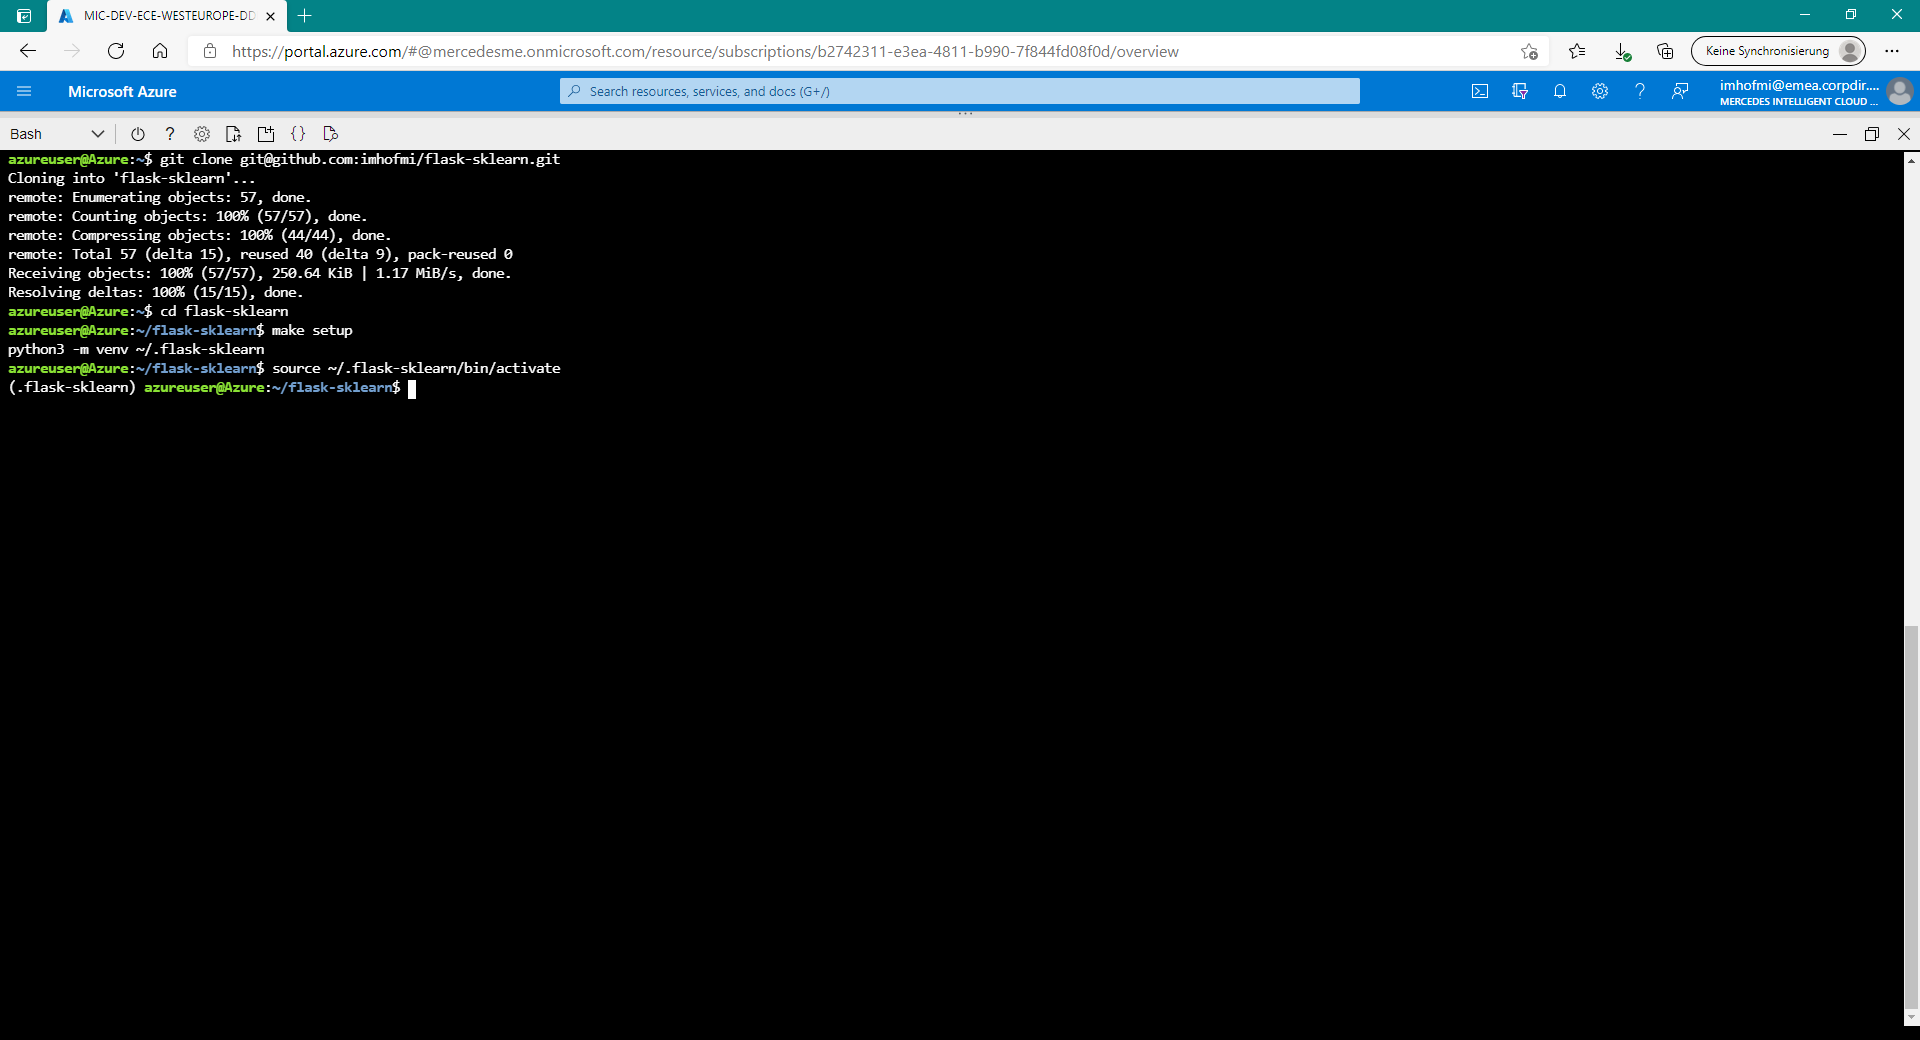 MIC-DEV-ECE-WESTEUROPE-DD
https://portal.azure.com/#@mercedesme.onmicrosoft.com/resource/subscriptions/b2742311-e3ea-4811-b990-7f844fd08f0d/overview
Keine Synchronisierung
Microsoft Azure
Search resources, services, and docs (G+/)
imhofmi@emea.corpdir....
MERCEDES INTELLIGENT CLOUD ...
Bash
azureuser@Azure:~$ git clone git@github.com:imhofmi/flask-sklearn.git
Cloning into 'flask-sklearn'...
remote: Enumerating objects: 57, done.
remote: Counting objects: 100% (57/57), done.
remote: Compressing objects: 100% (44/44), done.
remote: Total 57 (delta 15), reused 40 (delta 9), pack-reused 0
Receiving objects: 100% (57/57), 250.64 KiB | 1.17 MiB/s, done.
Resolving deltas: 100% (15/15), done.
azureuser@Azure:~$ cd flask-sklearn
azureuser@Azure:~/flask-sklearn$ make setup
python3 -m venv ~/.flask-sklearn
azureuser@Azure:~/flask-sklearn$ source ~/.flask-sklearn/bin/activate
(.flask-sklearn) azureuser@Azure:~/flask-sklearn$